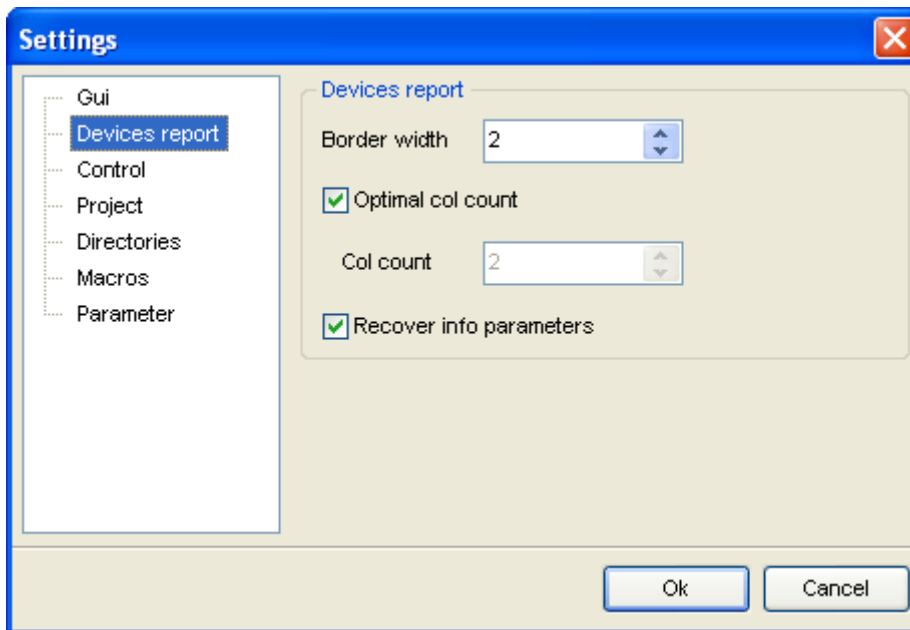 Settings
Gui
Devices report
Control
Project
Directories
Macros
Parameter
Devices report
Border width 2
Optimal col count
Col count 2
Recover info parameters
Ok Cancel